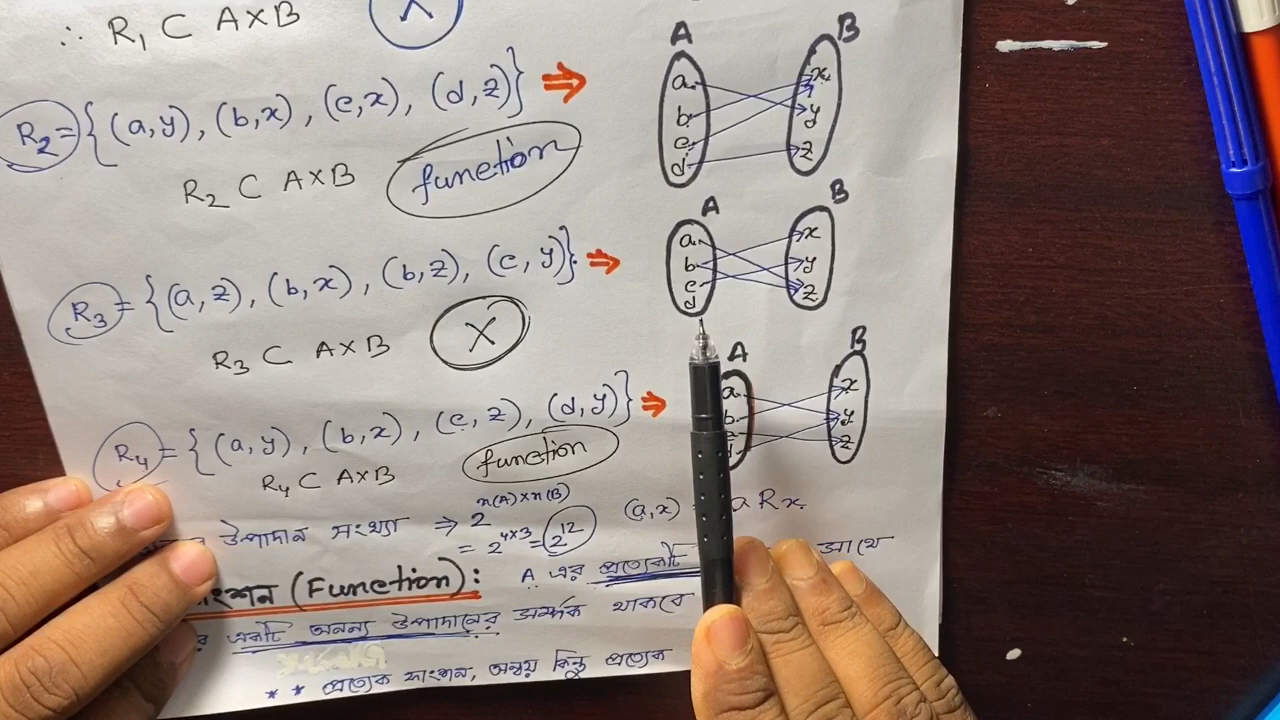 ∴ R₁ ⊂ A×B X
R₂ = {(a,y), (b,x), (c,x), (d,z)} ⇒
R₂ ⊂ A×B function
A B
a x
b y
c z
d
R₃ = {(a,z), (b,x), (b,z), (c,y)} ⇒
R₃ ⊂ A×B X
A B
a x
b y
c z
d
R₄ = {(a,y), (b,x), (c,z), (d,y)} ⇒
R₄ ⊂ A×B function
A B
a x
b y
z
উপাদান সংখ্যা ⇒ 2^n(A)×n(B) (a,x) a R x.
= 2^4×3 = 2^12
(Function): A এর প্রত্যেকটি সাথে
একটি অনন্য উপাদানের সম্পর্ক থাকবে
* * প্রত্যেক ফাংশন, অন্বয় কিন্তু প্রত্যেক